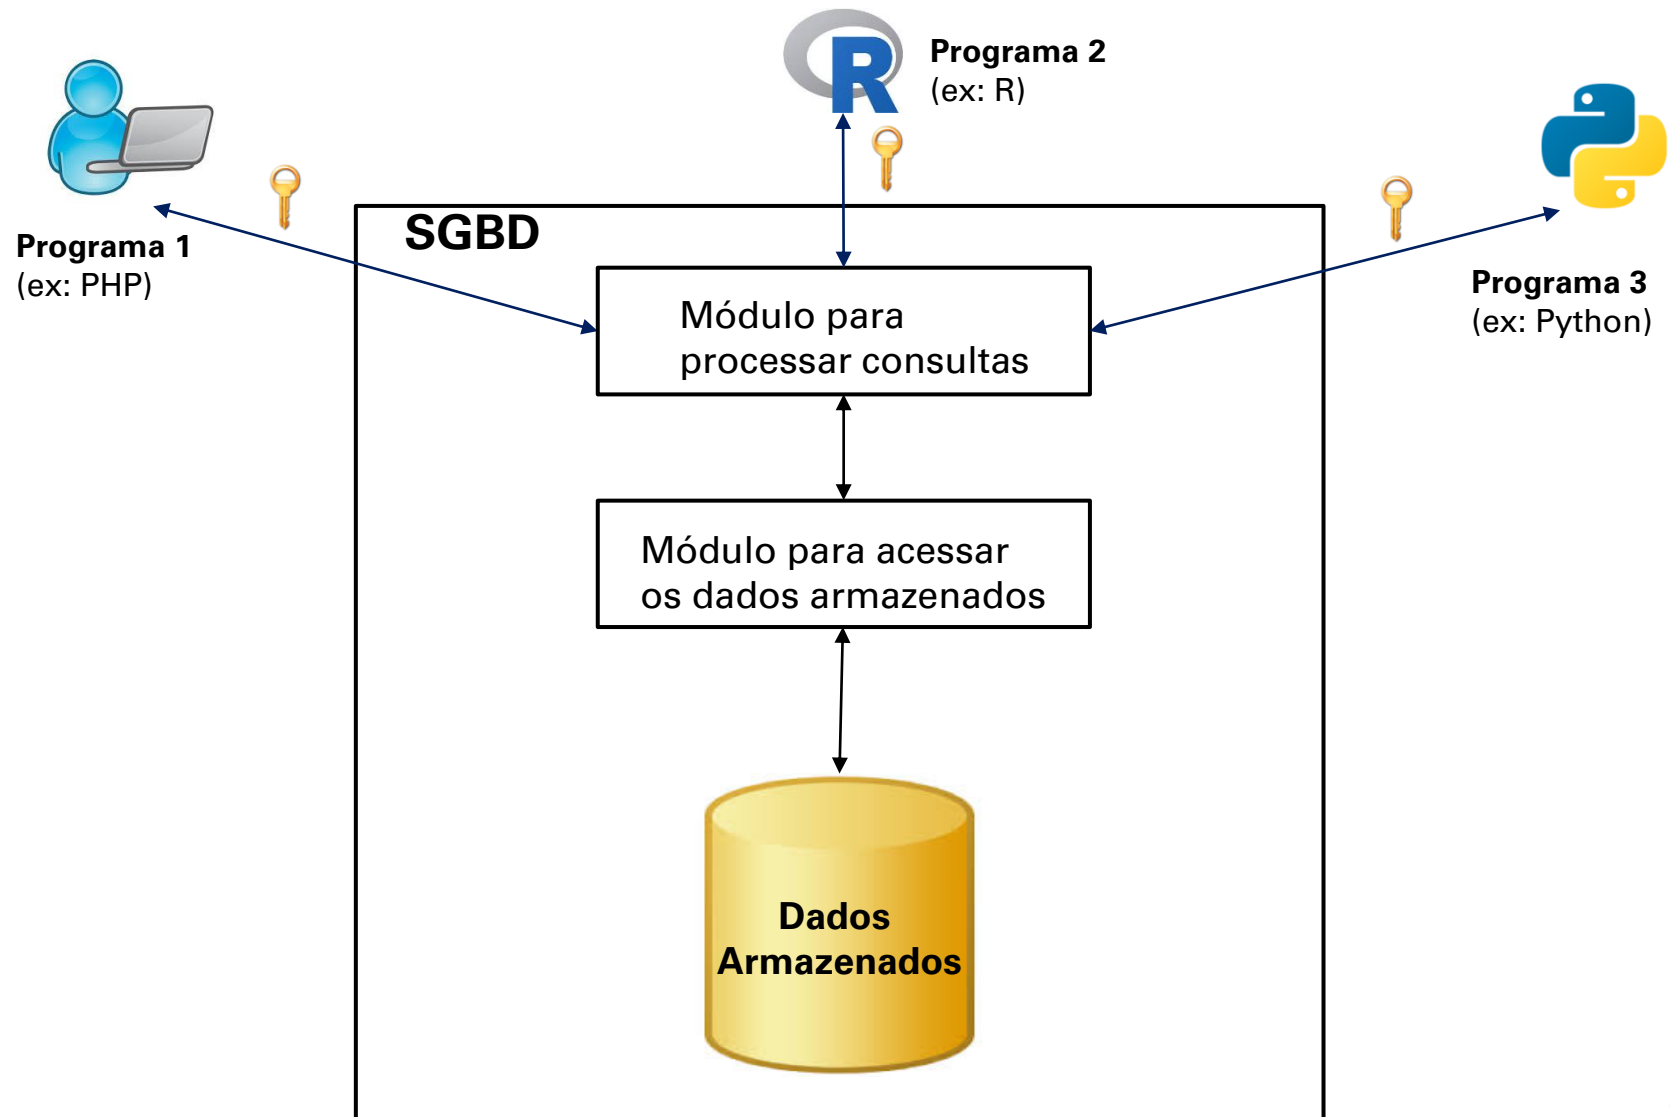 R
Programa 2
(ex: R)
Programa 1
(ex: PHP)
SGBD
Programa 3
(ex: Python)
Módulo para
processar consultas
Módulo para acessar
os dados armazenados
Dados
Armazenados